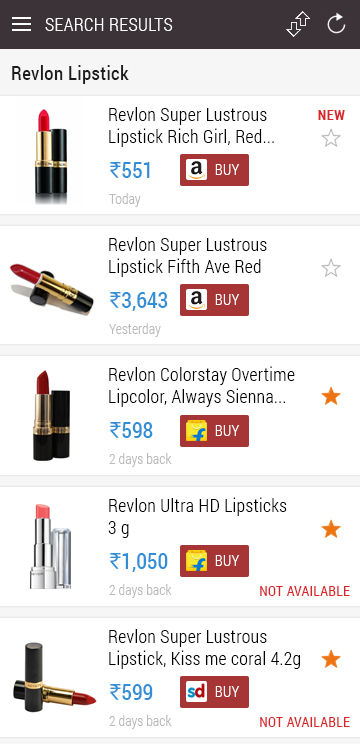 SEARCH RESULTS
Revlon Lipstick
Revlon Super Lustrous
NEW
Lipstick Rich Girl, Red...
₹551
a BUY
Today
Revlon Super Lustrous
Lipstick Fifth Ave Red
₹3,643
a BUY
Yesterday
Revlon Colorstay Overtime
Lipcolor, Always Sienna...
₹598
f BUY
2 days back
Revlon Ultra HD Lipsticks
3 g
₹1,050
f BUY
2 days back
NOT AVAILABLE
Revlon Super Lustrous
Lipstick, Kiss me coral 4.2g
₹599
sd BUY
2 days back
NOT AVAILABLE